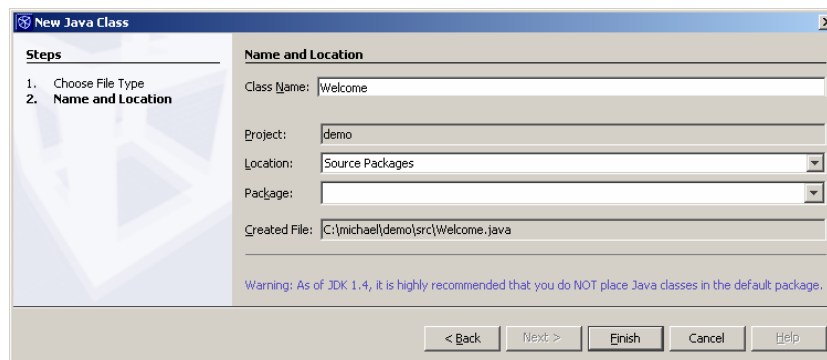 New Java Class
Steps
1. Choose File Type
2. Name and Location
Name and Location
Class Name: Welcome
Project: demo
Location: Source Packages
Package:
Created File: C:\michael\demo\src\Welcome.java
Warning: As of JDK 1.4, it is highly recommended that you do NOT place Java classes in the default package.
< Back Next > Finish Cancel Help